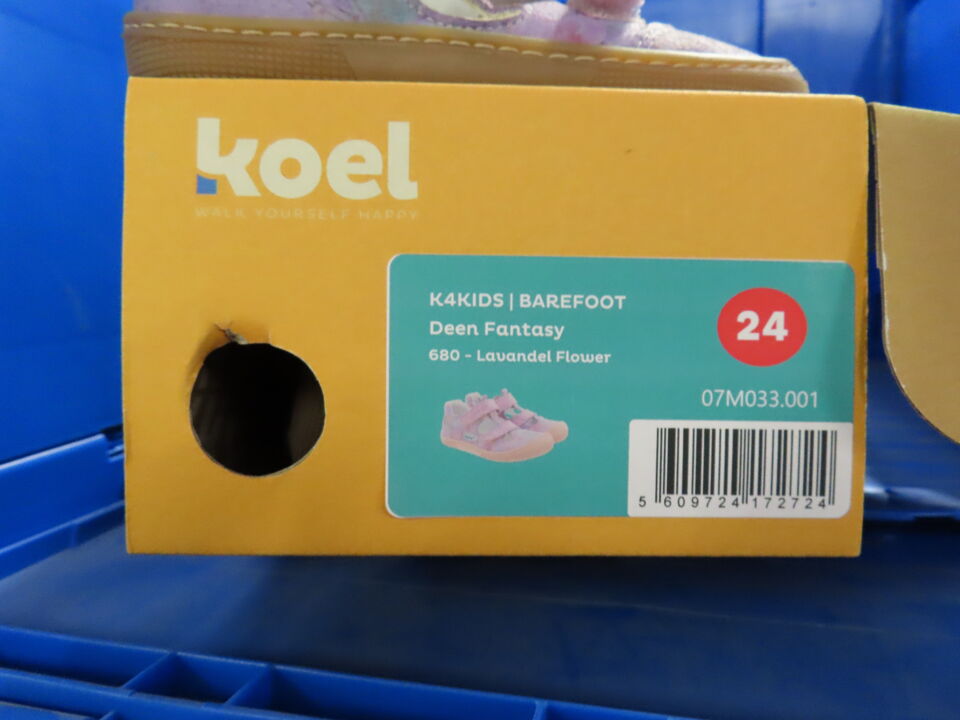 koel
WALK YOURSELF HAPPY
K4KIDS | BAREFOOT
Deen Fantasy
680 - Lavandel Flower
24
07M033.001
5 609724 172724